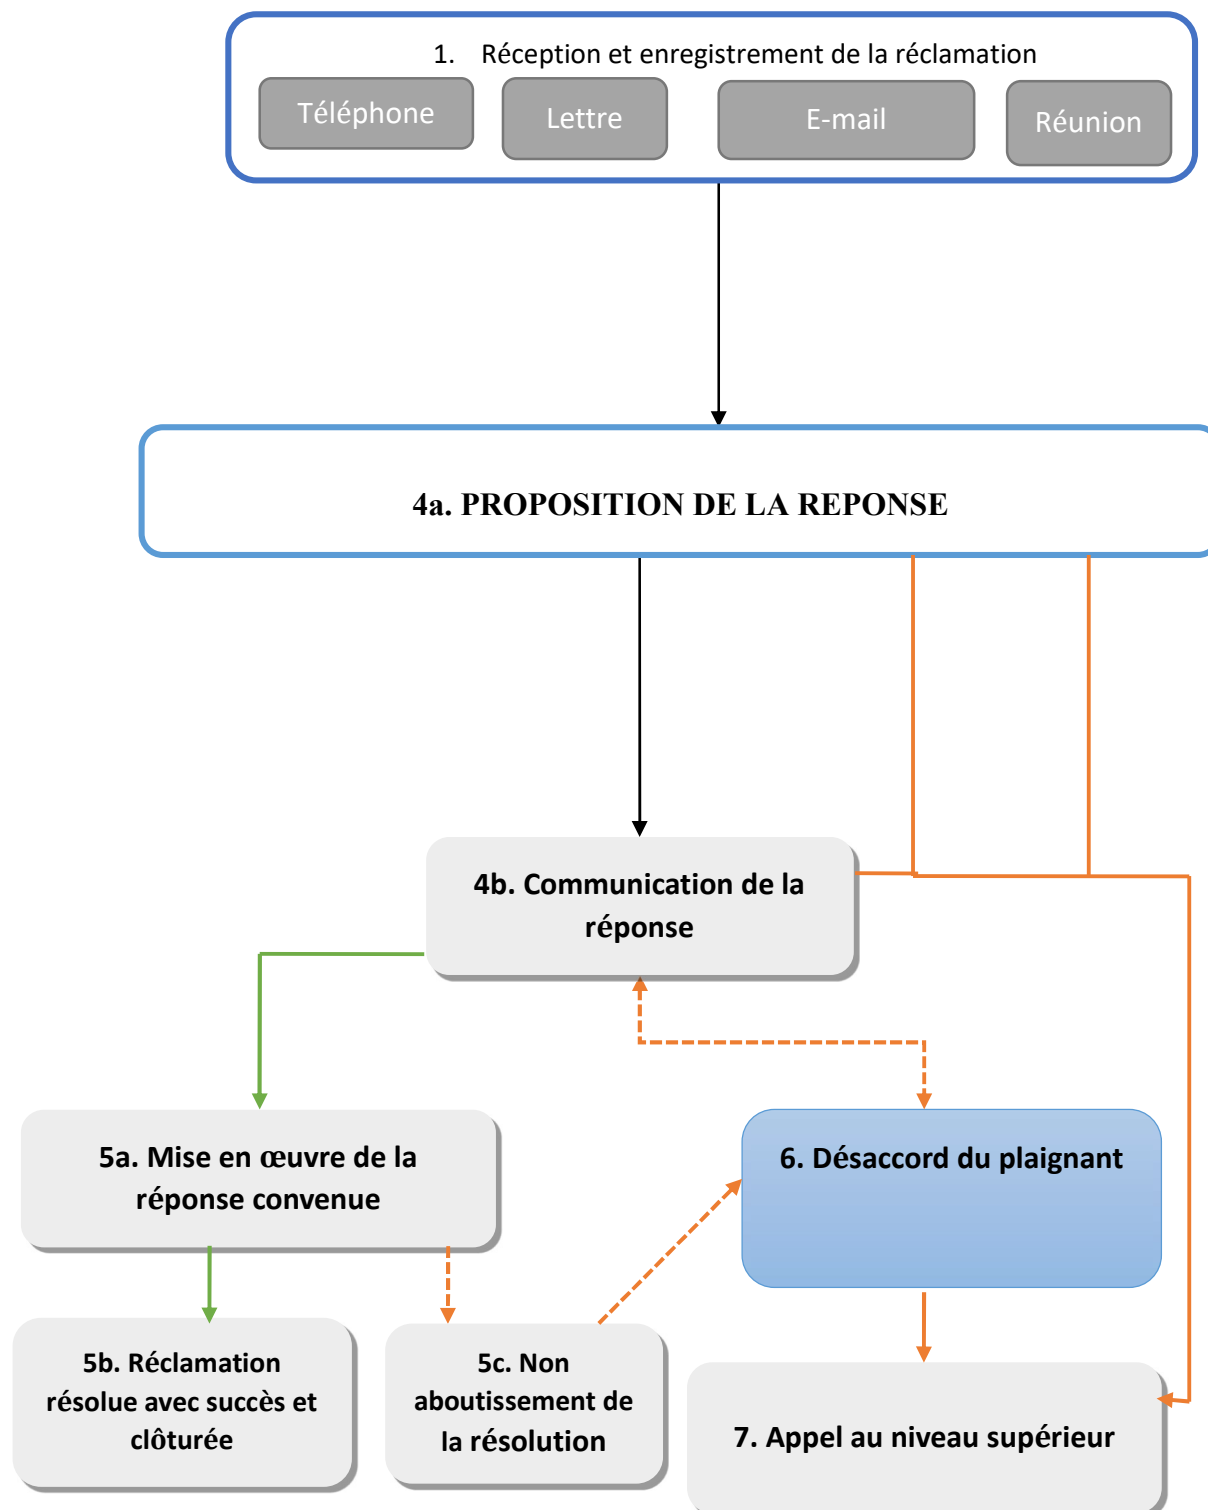 1. Réception et enregistrement de la réclamation
Téléphone
Lettre
E-mail
Réunion
4a. PROPOSITION DE LA REPONSE
4b. Communication de la
réponse
5a. Mise en œuvre de la
réponse convenue
6. Désaccord du plaignant
5b. Réclamation
résolue avec succès et
clôturée
5c. Non
aboutissement de
la résolution
7. Appel au niveau supérieur